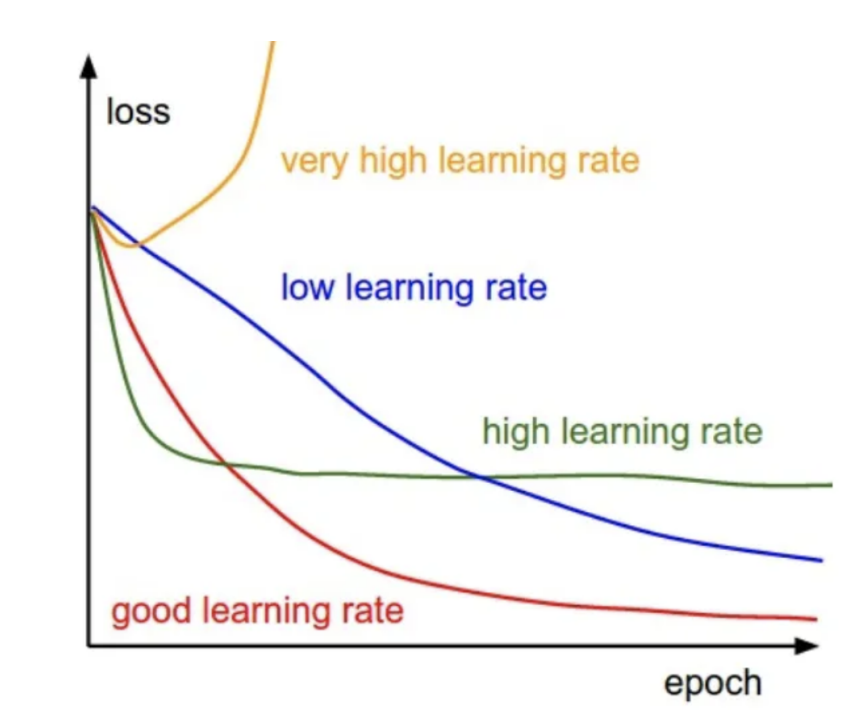 loss
very high learning rate
low learning rate
high learning rate
good learning rate
epoch